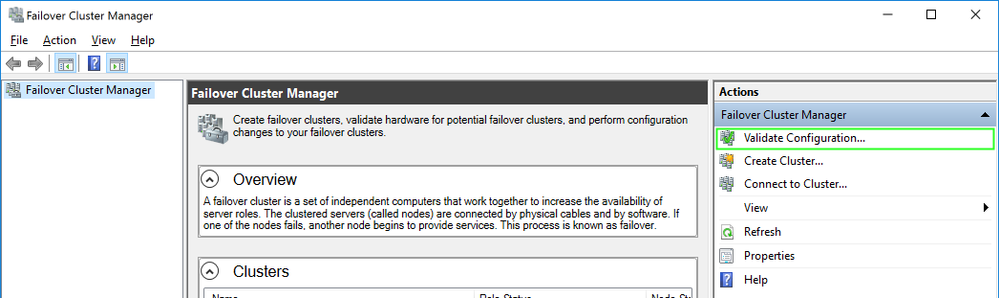 Failover Cluster Manager
File Action View Help
Failover Cluster Manager
Failover Cluster Manager
Create failover clusters, validate hardware for potential failover clusters, and perform configuration
changes to your failover clusters.
Overview
A failover cluster is a set of independent computers that work together to increase the availability of
server roles. The clustered servers (called nodes) are connected by physical cables and by software. If
one of the nodes fails, another node begins to provide services. This process is known as failover.
Clusters
Name Role Status Node St
Actions
Failover Cluster Manager
Validate Configuration...
Create Cluster...
Connect to Cluster...
View
Refresh
Properties
Help